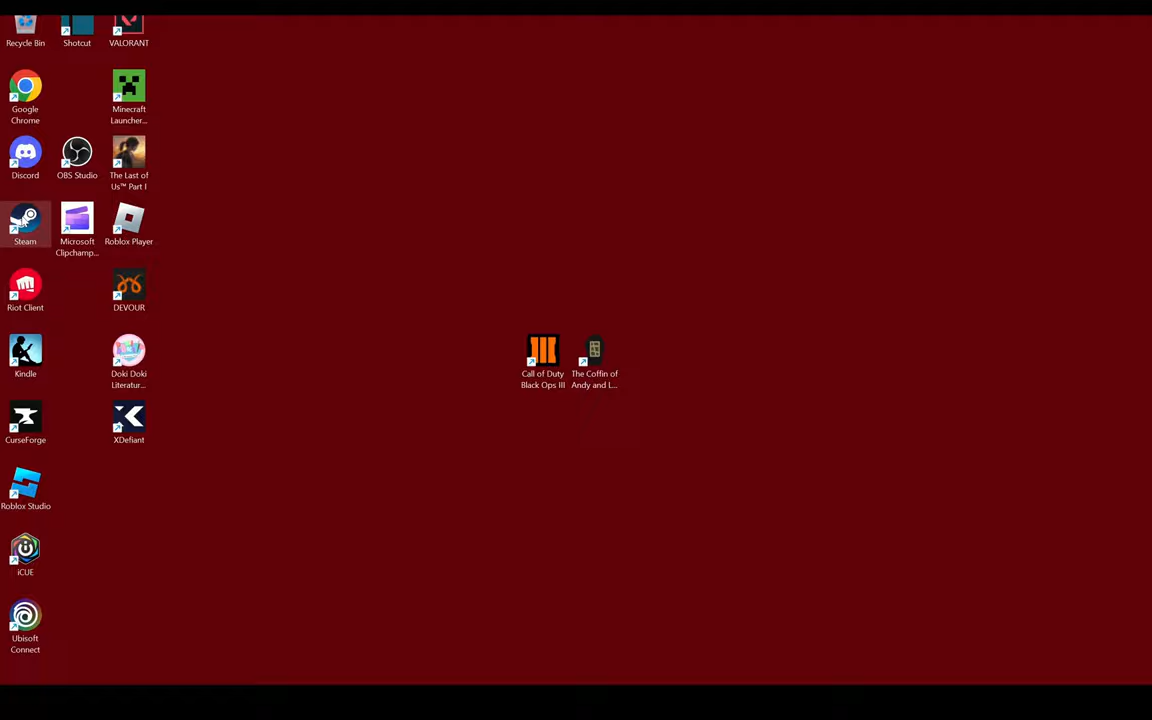 Recycle Bin
Shotcut
VALORANT
Google
Chrome
Minecraft
Launcher...
Discord
OBS Studio
The Last of
Us™ Part I
Steam
Microsoft
Clipchamp...
Roblox Player
Riot Client
DEVOUR
Kindle
Doki Doki
Literatur...
Call of Duty
Black Ops III
The Coffin of
Andy and L...
CurseForge
XDefiant
Roblox Studio
iCUE
Ubisoft
Connect